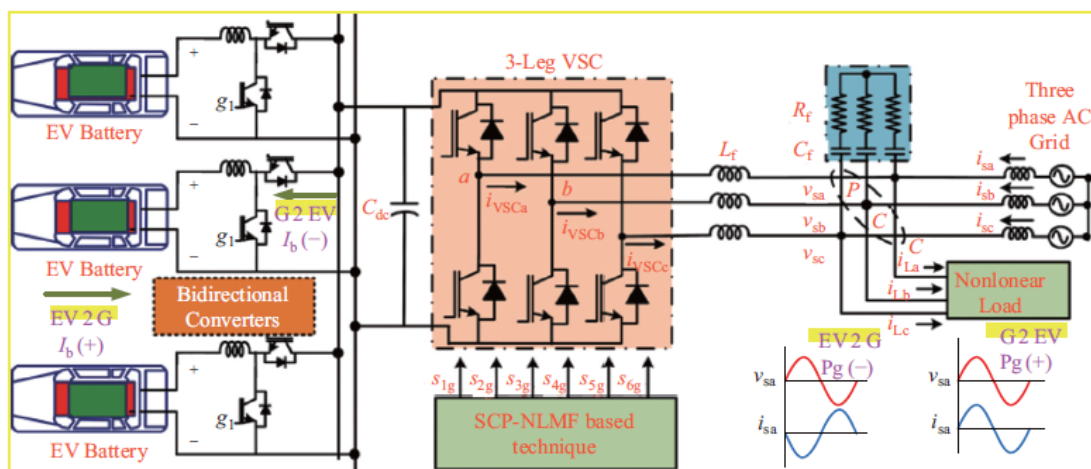 EV Battery
g1
EV Battery
g1
G 2 EV
Ib (−)
EV 2 G
Ib (+)
Bidirectional
Converters
EV Battery
g1
+
−
+
−
+
−
Cdc
3-Leg VSC
a
iVSCa
b
iVSCb
iVSCc
s1g s2g s3g s4g s5g s6g
SCP-NLMF based
technique
Lf
Rf
Cf
vsa
vsb
vsc
P
C
C
Three
phase AC
Grid
isa
isb
isc
iLa
iLb
iLc
Nonlonear
Load
EV 2 G
Pg (−)
vsa
isa
G 2 EV
Pg (+)
vsa
isa